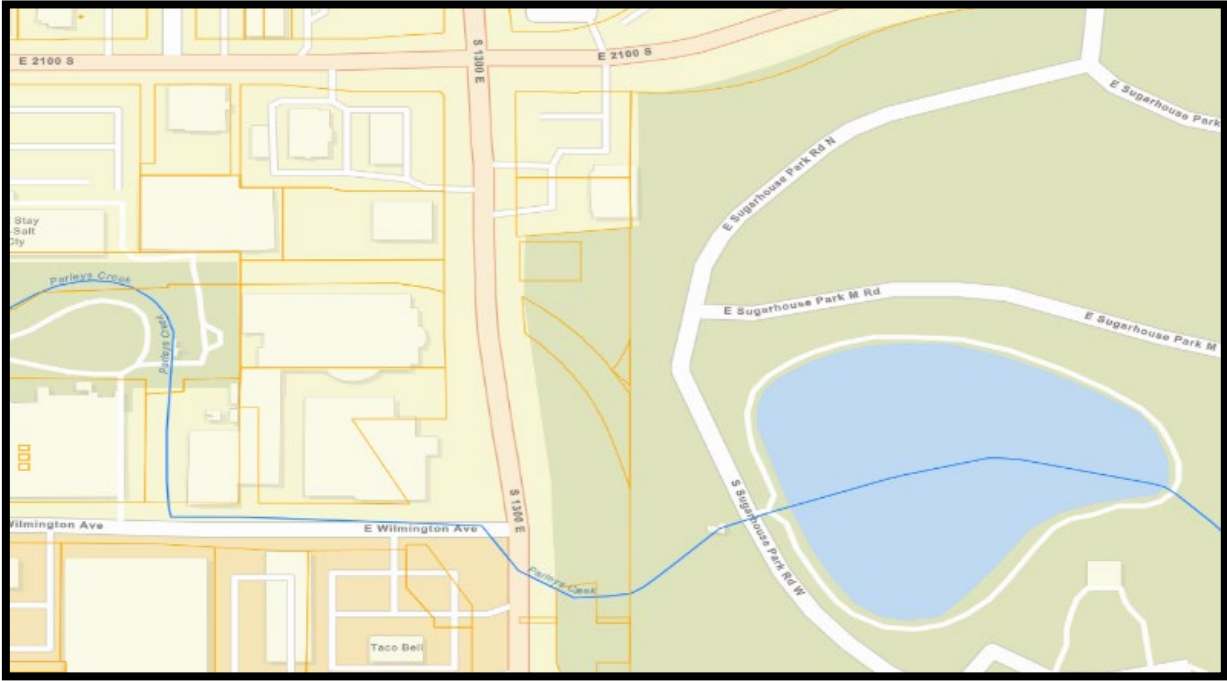 E 2100 S
S 1300 E
E 2100 S
E Sugarhouse Park
E Sugarhouse Park Rd N
Stay
-Salt
Cty
Parleys Creek
Parleys Creek
E Sugarhouse Park M Rd
E Sugarhouse Park M
S 1300 E
S Sugarhouse Park Rd W
Wilmington Ave
E Wilmington Ave
Parleys Creek
Taco Bell